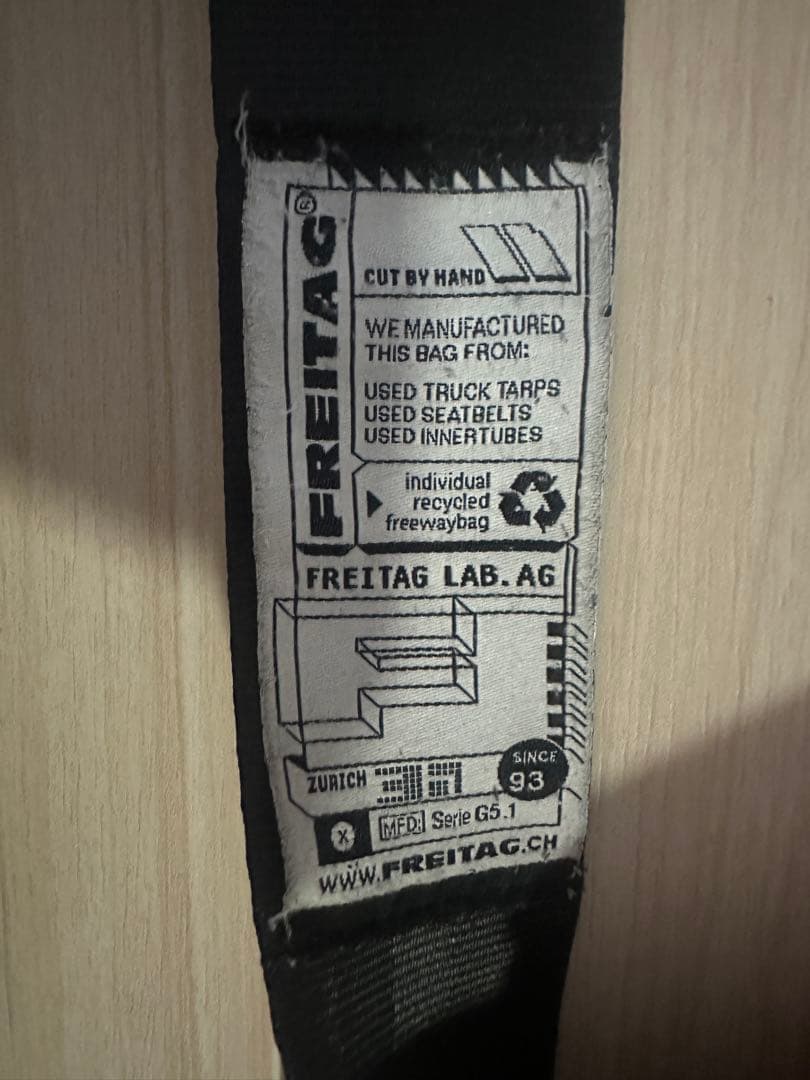 FREITAG®
CUT BY HAND
WE MANUFACTURED
THIS BAG FROM:
USED TRUCK TARPS
USED SEATBELTS
USED INNERTUBES
individual
recycled
freewaybag
FREITAG LAB. AG
ZURICH
SINCE
93
X
MFD: Serie G5.1
WWW.FREITAG.CH